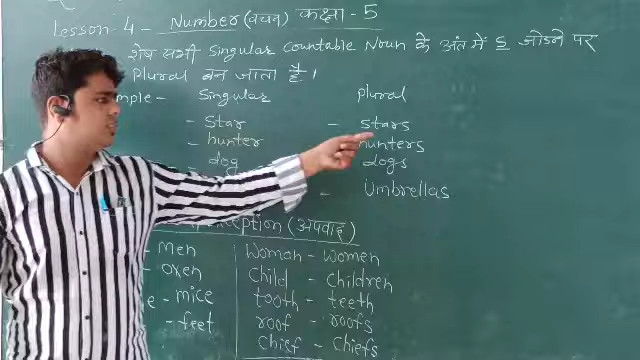 Lesson-4- Number (वचन) कक्षा-5
शेष सभी Singular Countable Noun के अंत में S जोडने पर
Plural बन जाता है।
mple- Singular Plural
- Star - Stars
- hunter hunters
- dog dogs
- Umbrellas
(अपवाद)
- Men Woman - Women
- Oxen Child - Children
e - mice tooth - teeth
- feet roof - roofs
chief - Chiefs